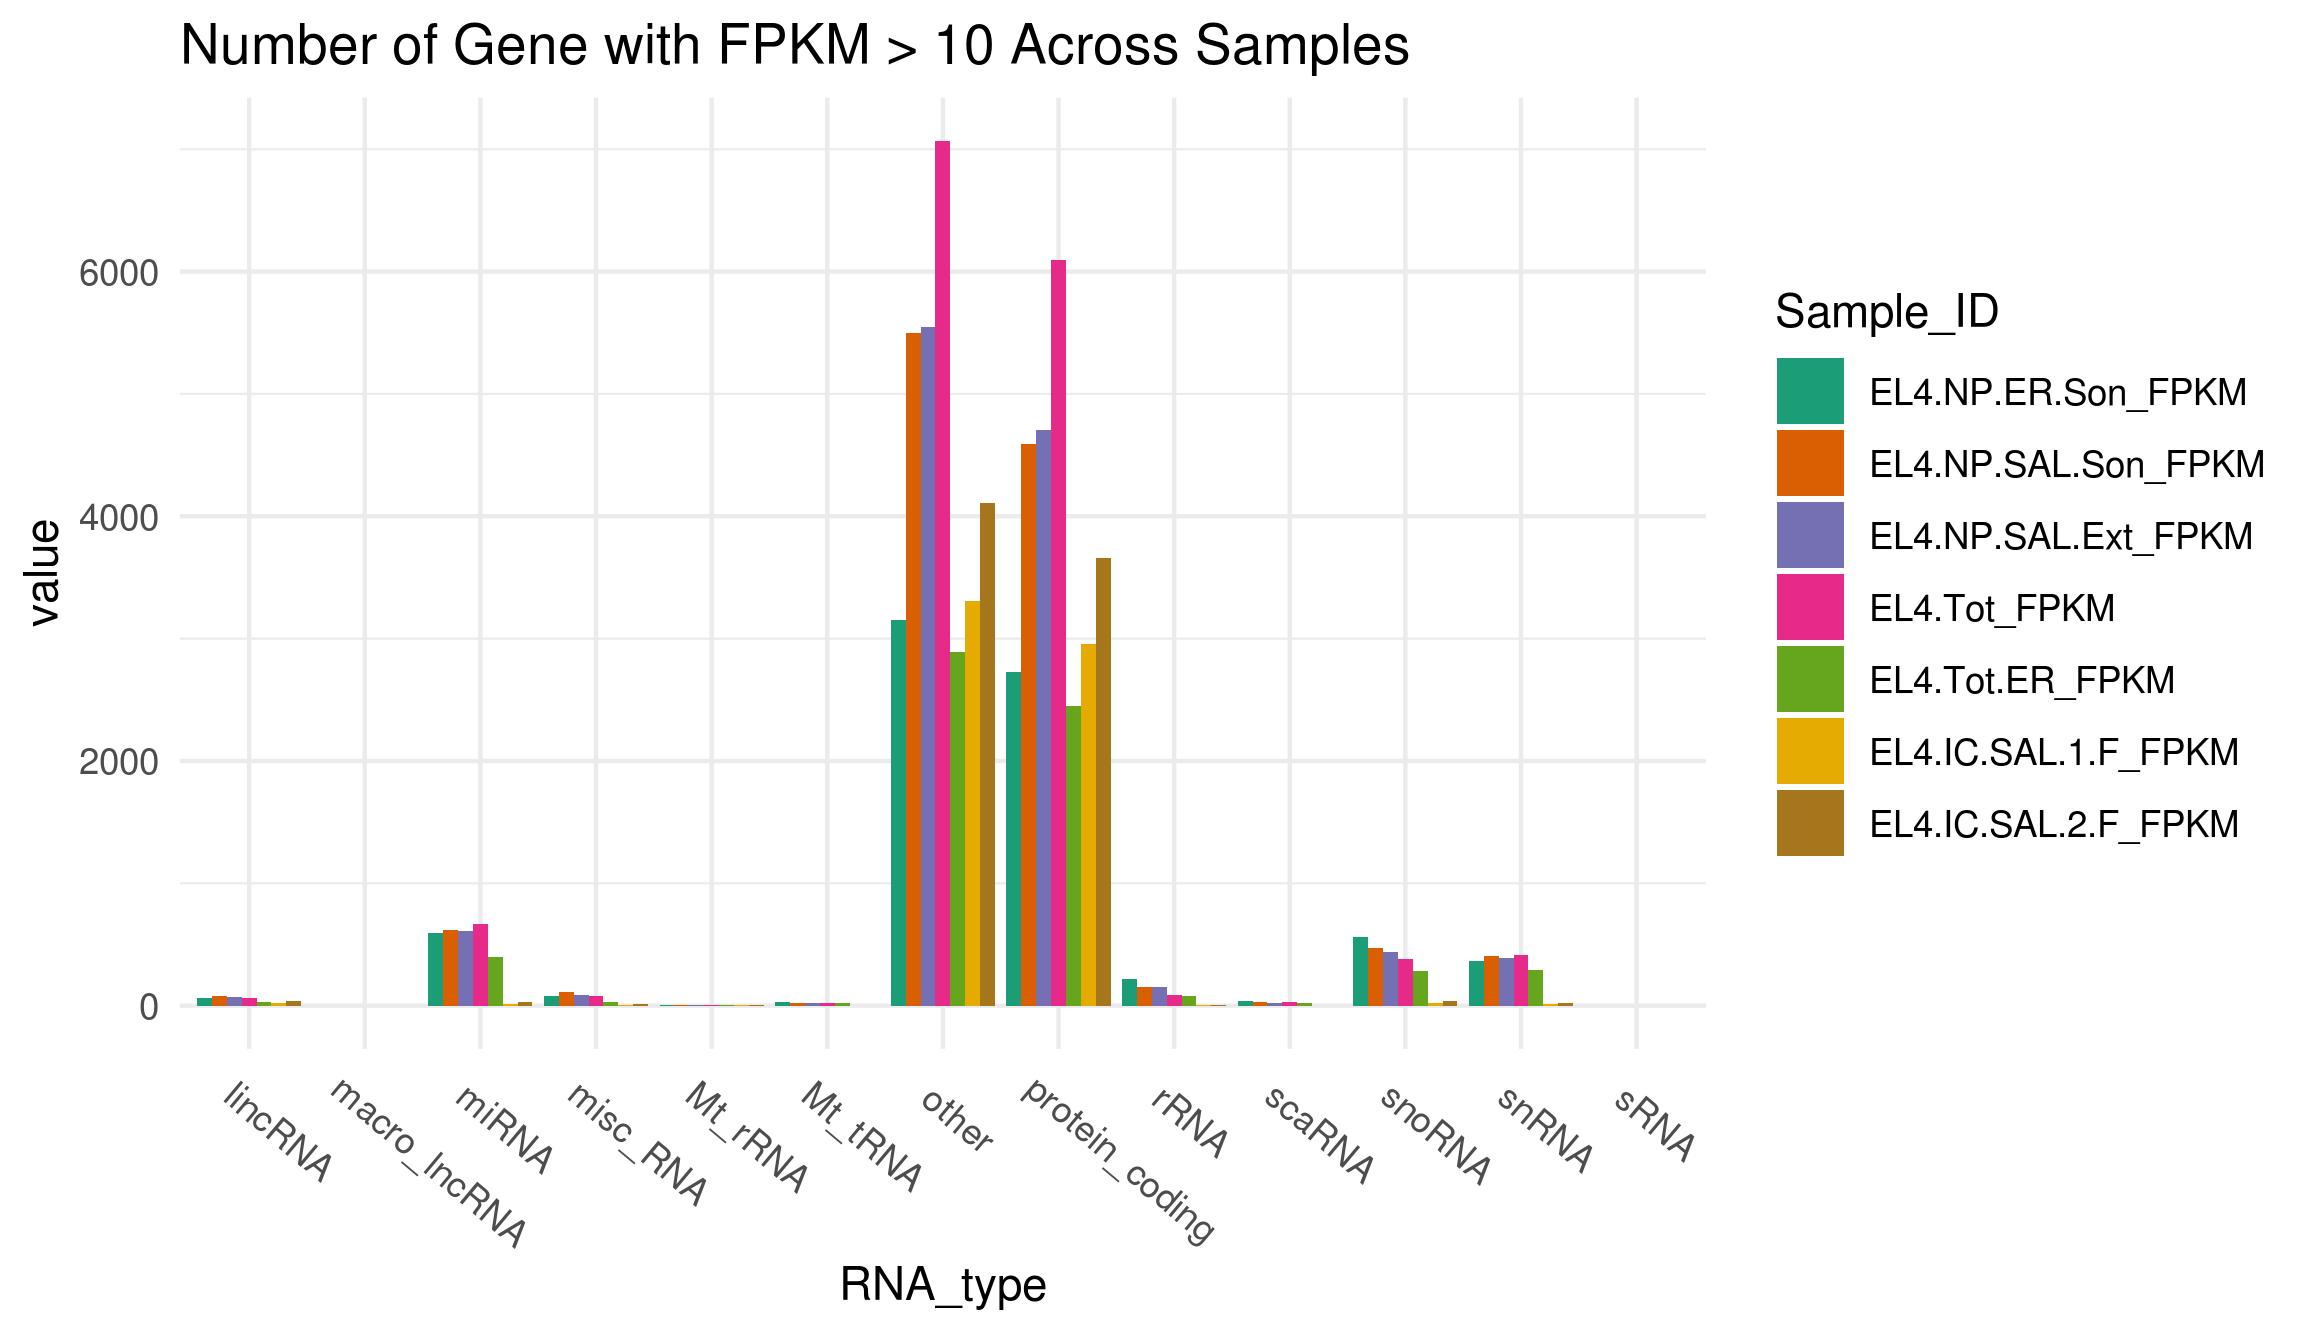 Number of Gene with FPKM > 10 Across Samples
value
6000
4000
2000
0
lincRNA
macro_lncRNA
miRNA
misc_RNA
Mt_rRNA
Mt_tRNA
other
protein_coding
rRNA
scaRNA
snoRNA
snRNA
sRNA
RNA_type
Sample_ID
EL4.NP.ER.Son_FPKM
EL4.NP.SAL.Son_FPKM
EL4.NP.SAL.Ext_FPKM
EL4.Tot_FPKM
EL4.Tot.ER_FPKM
EL4.IC.SAL.1.F_FPKM
EL4.IC.SAL.2.F_FPKM